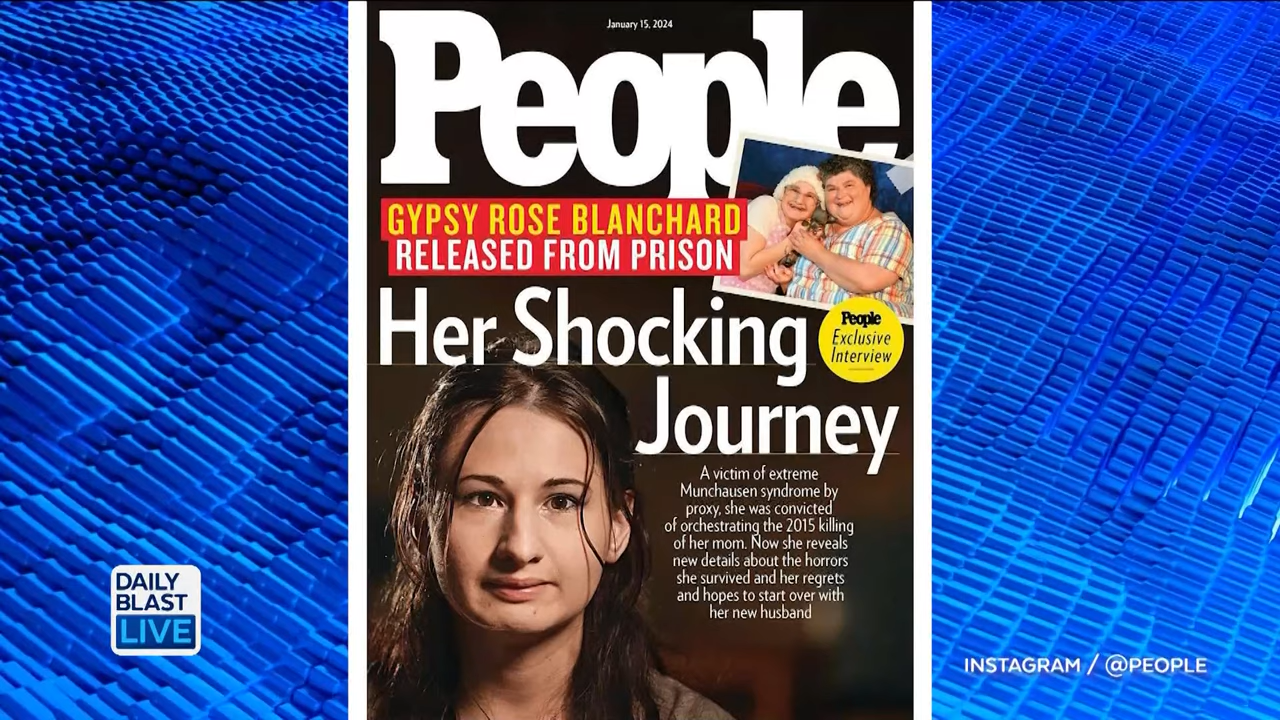 January 15, 2024
People
GYPSY ROSE BLANCHARD
RELEASED FROM PRISON
Her Shocking
Journey
People
Exclusive
Interview
A victim of extreme
Munchausen syndrome by
proxy, she was convicted
of orchestrating the 2015 killing
of her mom. Now she reveals
new details about the horrors
she survived and her regrets
and hopes to start over with
her new husband
DAILY
BLAST
LIVE
INSTAGRAM / @PEOPLE